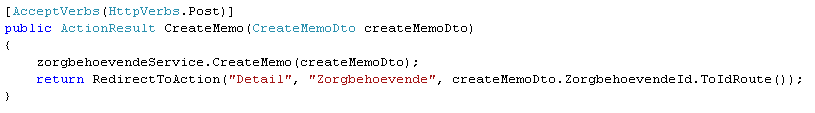 [AcceptVerbs(HttpVerbs.Post)]
public ActionResult CreateMemo(CreateMemoDto createMemoDto)
{
    zorgbehoevendeService.CreateMemo(createMemoDto);
    return RedirectToAction("Detail", "Zorgbehoevende", createMemoDto.ZorgbehoevendeId.ToIdRoute());
}